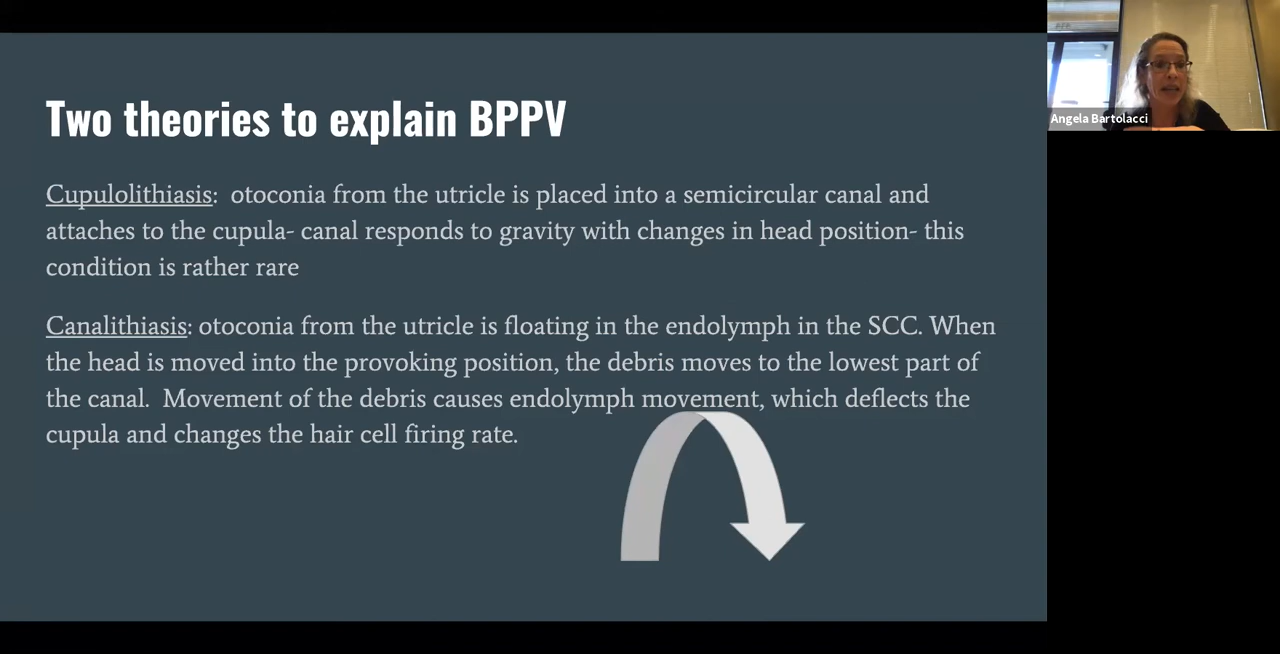 Two theories to explain BPPV
Angela Bartolacci
Cupulolithiasis:  otoconia from the utricle is placed into a semicircular canal and
attaches to the cupula- canal responds to gravity with changes in head position- this
condition is rather rare
Canalithiasis: otoconia from the utricle is floating in the endolymph in the SCC. When
the head is moved into the provoking position, the debris moves to the lowest part of
the canal.  Movement of the debris causes endolymph movement, which deflects the
cupula and changes the hair cell firing rate.